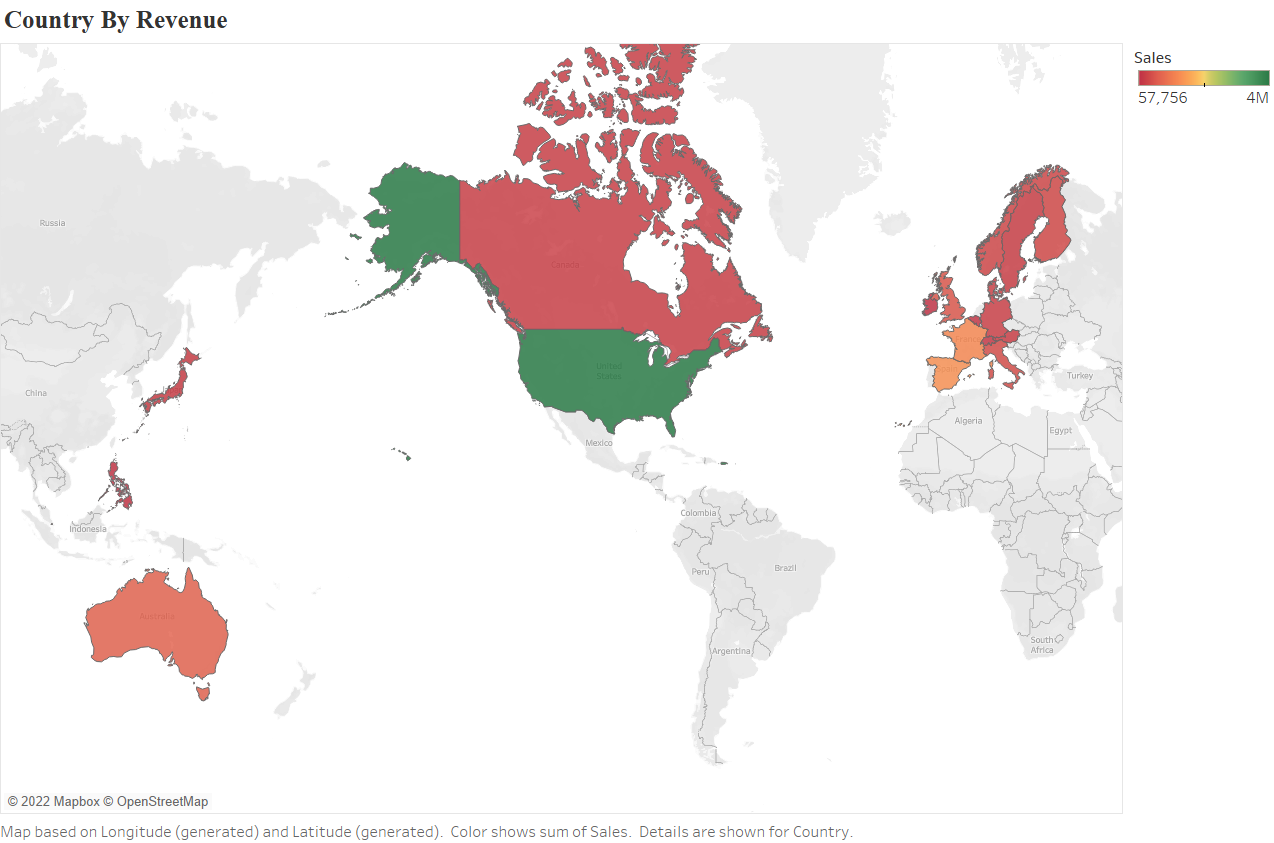 Country By Revenue
Sales
57,756 4M
Russia
Canada
China
United
States
France
Spain
Turkey
Mexico
Algeria
Egypt
Colombia
Indonesia
Peru
Brazil
Australia
Argentina
South
Africa
© 2022 Mapbox © OpenStreetMap
Map based on Longitude (generated) and Latitude (generated). Color shows sum of Sales. Details are shown for Country.